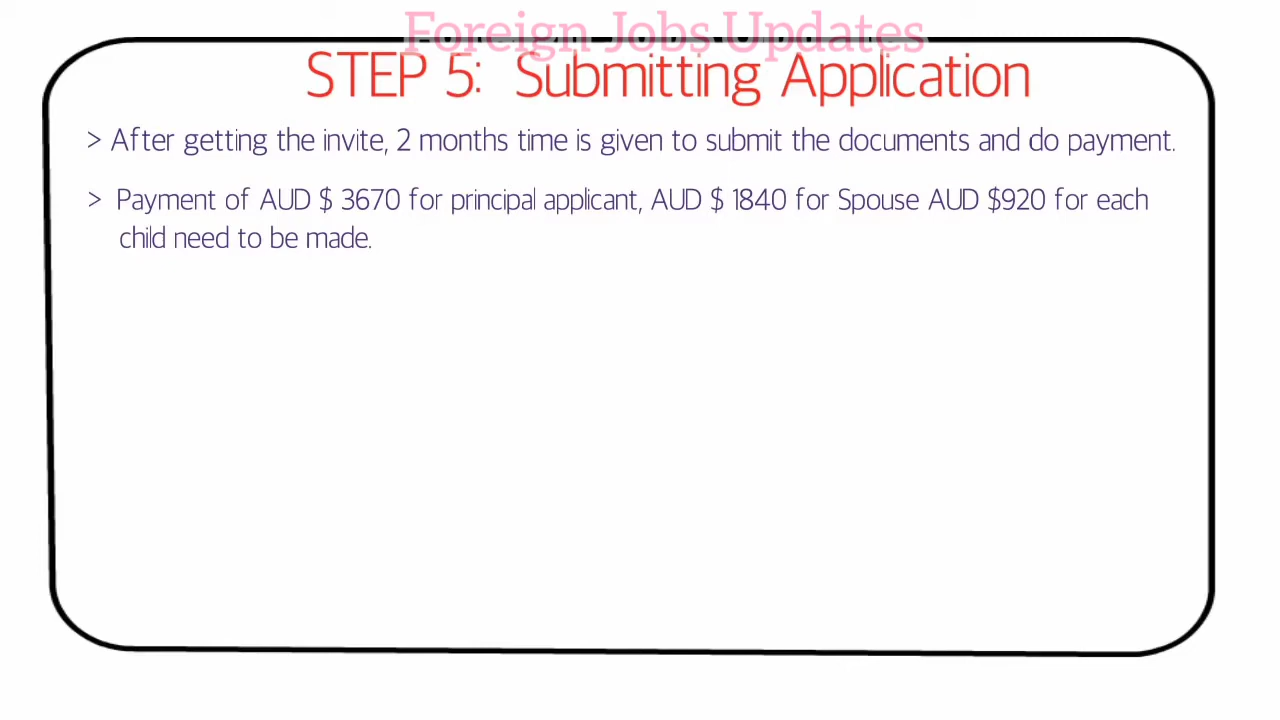 Foreign Jobs Updates
STEP 5: Submitting Application
> After getting the invite, 2 months time is given to submit the documents and do payment.
> Payment of AUD $ 3670 for principal applicant, AUD $ 1840 for Spouse AUD $920 for each
child need to be made.